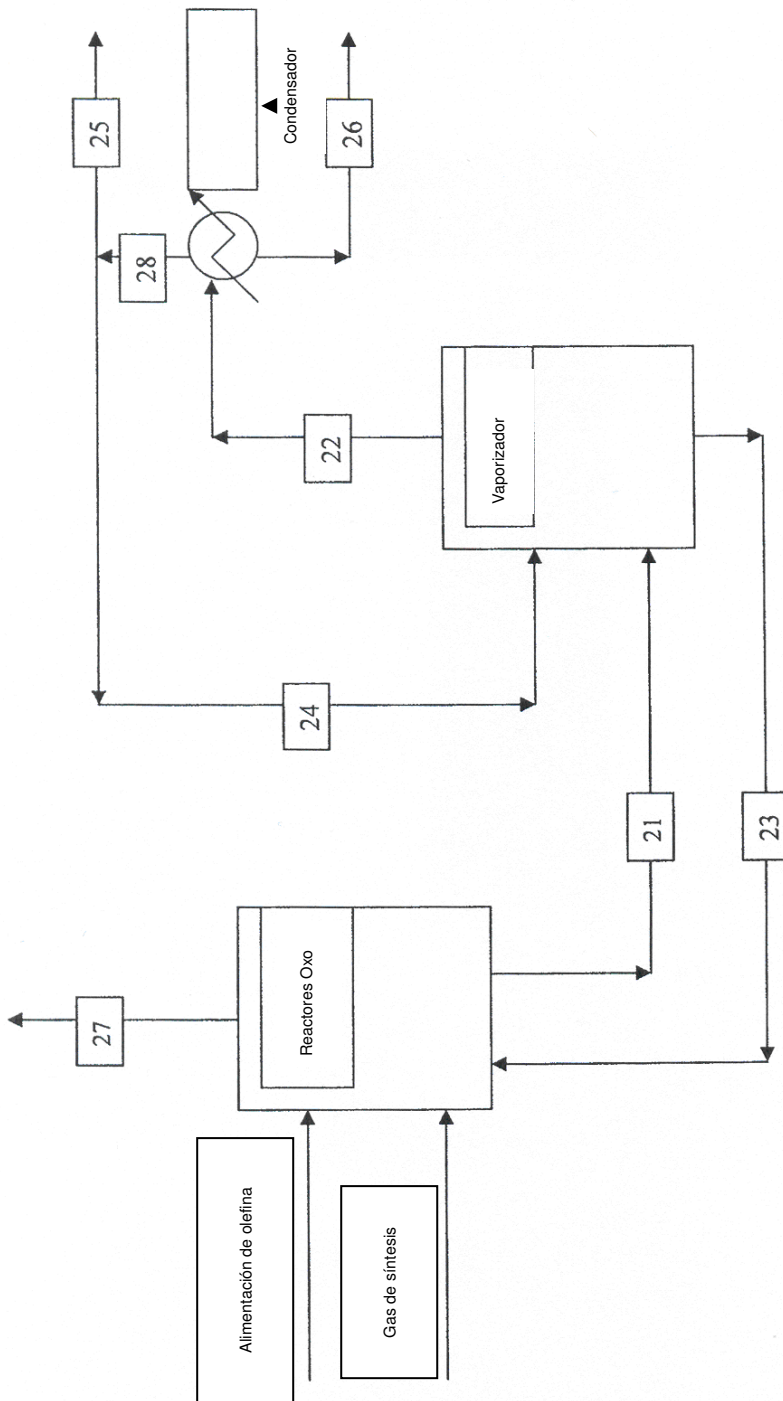 25
Condensador
26
28
22
Vaporizador
24
21
23
27
Reactores Oxo
Alimentación de olefina
Gas de síntesis